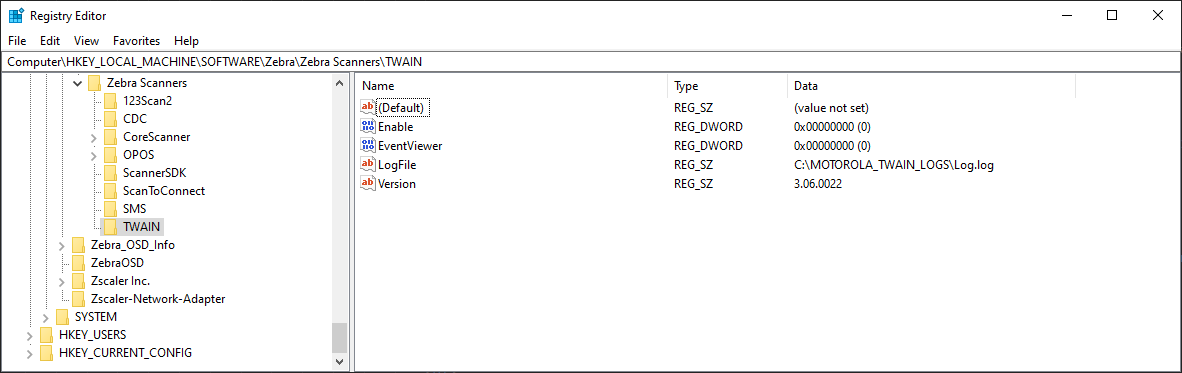 Registry Editor
File Edit View Favorites Help
Computer\HKEY_LOCAL_MACHINE\SOFTWARE\Zebra\Zebra Scanners\TWAIN
Zebra Scanners
123Scan2
CDC
CoreScanner
OPOS
ScannerSDK
ScanToConnect
SMS
TWAIN
Zebra_OSD_Info
ZebraOSD
Zscaler Inc.
Zscaler-Network-Adapter
SYSTEM
HKEY_USERS
HKEY_CURRENT_CONFIG
Name Type Data
(Default) REG_SZ (value not set)
Enable REG_DWORD 0x00000000 (0)
EventViewer REG_DWORD 0x00000000 (0)
LogFile REG_SZ C:\MOTOROLA_TWAIN_LOGS\Log.log
Version REG_SZ 3.06.0022